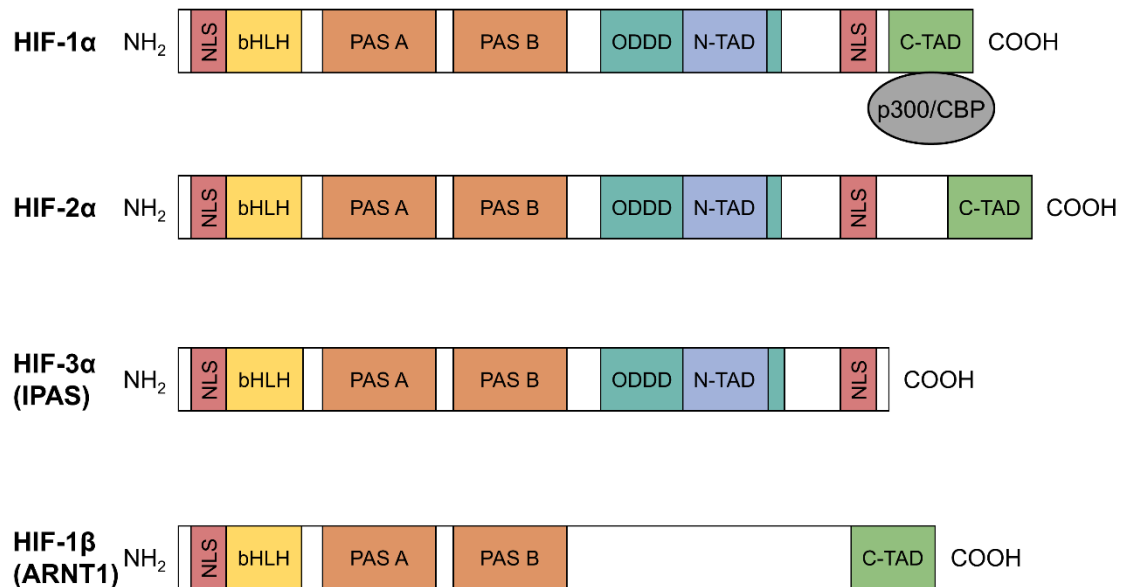 HIF-1α NH2 NLS bHLH PAS A PAS B ODDD N-TAD NLS C-TAD COOH
p300/CBP
HIF-2α NH2 NLS bHLH PAS A PAS B ODDD N-TAD NLS C-TAD COOH
HIF-3α
(IPAS) NH2 NLS bHLH PAS A PAS B ODDD N-TAD NLS COOH
HIF-1β
(ARNT1) NH2 NLS bHLH PAS A PAS B C-TAD COOH